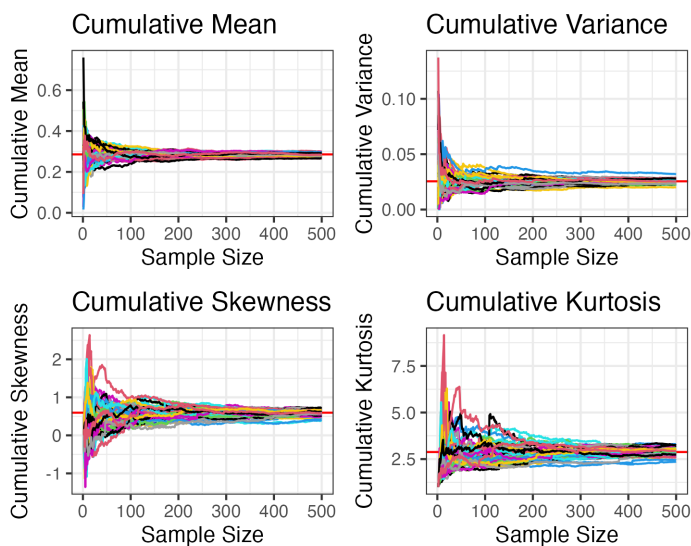 Cumulative Mean
Cumulative Mean
0.6
0.4
0.2
0.0
0 100 200 300 400 500
Sample Size
Cumulative Variance
Cumulative Variance
0.10
0.05
0.00
0 100 200 300 400 500
Sample Size
Cumulative Skewness
Cumulative Skewness
2
1
0
-1
0 100 200 300 400 500
Sample Size
Cumulative Kurtosis
Cumulative Kurtosis
7.5
5.0
2.5
0 100 200 300 400 500
Sample Size